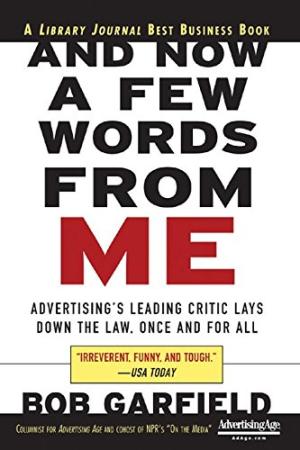 A LIBRARY JOURNAL BEST BUSINESS BOOK
AND NOW
A FEW
WORDS
FROM
ME
ADVERTISING'S LEADING CRITIC LAYS
DOWN THE LAW, ONCE AND FOR ALL
"IRREVERENT, FUNNY, AND TOUGH."
—USA TODAY
BOB GARFIELD
COLUMNIST FOR ADVERTISING AGE AND COHOST OF NPR'S "ON THE MEDIA"
AdvertisingAge
AdAge.com